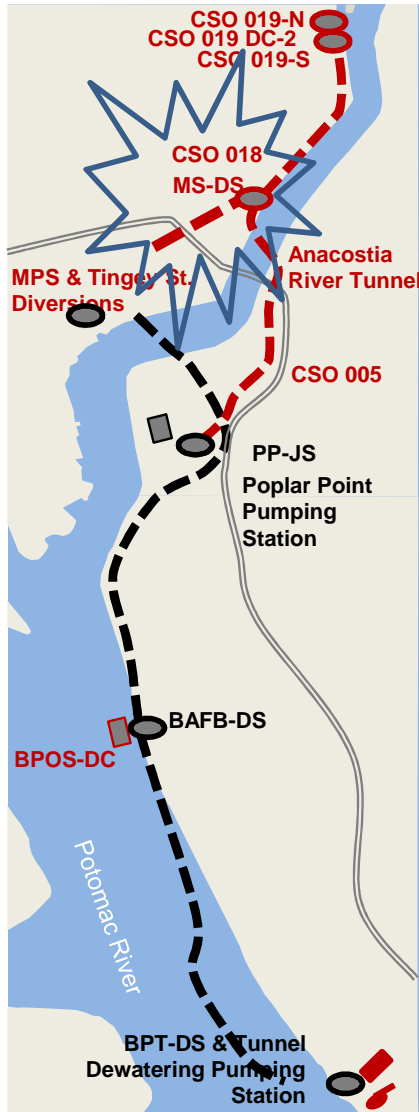 CSO 019-N
CSO 019 DC-2
CSO 019-S
CSO 018
MS-DS
Anacostia
River Tunnel
MPS & Tingey St.
Diversions
CSO 005
PP-JS
Poplar Point
Pumping
Station
BAFB-DS
BPOS-DC
Potomac River
BPT-DS & Tunnel
Dewatering Pumping
Station